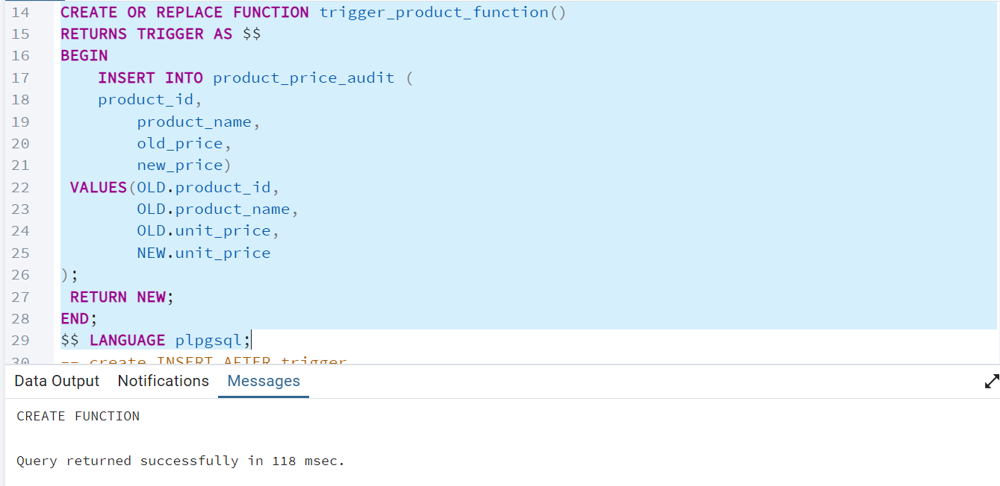 14 CREATE OR REPLACE FUNCTION trigger_product_function()
15 RETURNS TRIGGER AS $$
16 BEGIN
17 INSERT INTO product_price_audit (
18 product_id,
19 product_name,
20 old_price,
21 new_price)
22 VALUES(OLD.product_id,
23 OLD.product_name,
24 OLD.unit_price,
25 NEW.unit_price
26 );
27 RETURN NEW;
28 END;
29 $$ LANGUAGE plpgsql;
30 -- create INSERT AFTER trigger
Data Output Notifications Messages
CREATE FUNCTION
Query returned successfully in 118 msec.